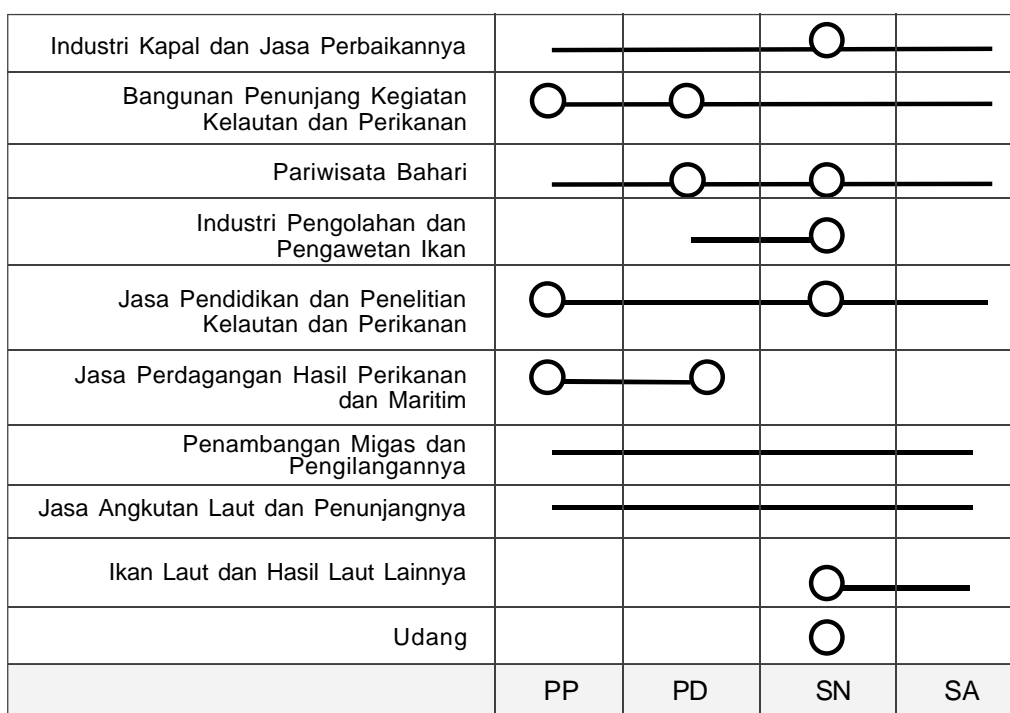 Industri Kapal dan Jasa Perbaikannya
Bangunan Penunjang Kegiatan
Kelautan dan Perikanan
Pariwisata Bahari
Industri Pengolahan dan
Pengawetan Ikan
Jasa Pendidikan dan Penelitian
Kelautan dan Perikanan
Jasa Perdagangan Hasil Perikanan
dan Maritim
Penambangan Migas dan
Pengilangannya
Jasa Angkutan Laut dan Penunjangnya
Ikan Laut dan Hasil Laut Lainnya
Udang
PP PD SN SA